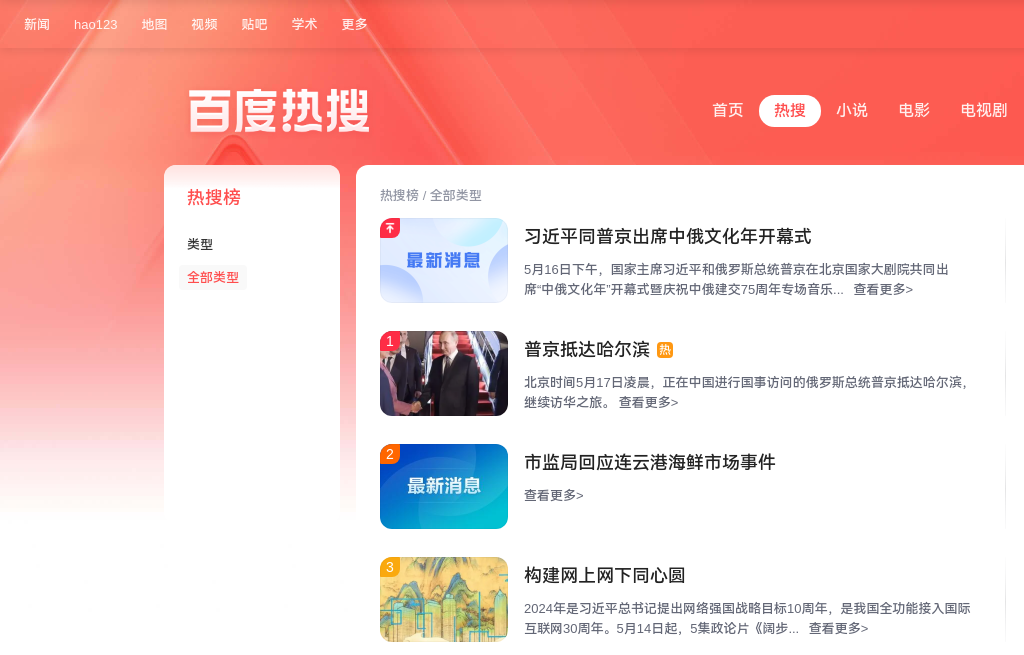 新闻 hao123 地图 视频 贴吧 学术 更多
百度热搜
首页 热搜 小说 电影 电视剧
热搜榜
类型
全部类型
热搜榜 / 全部类型
最新消息
习近平同普京出席中俄文化年开幕式
5月16日下午，国家主席习近平和俄罗斯总统普京在北京国家大剧院共同出
席“中俄文化年”开幕式暨庆祝中俄建交75周年专场音乐... 查看更多>
1
普京抵达哈尔滨 热
北京时间5月17日凌晨，正在中国进行国事访问的俄罗斯总统普京抵达哈尔滨，
继续访华之旅。 查看更多>
2
最新消息
市监局回应连云港海鲜市场事件
查看更多>
3
构建网上网下同心圆
2024年是习近平总书记提出网络强国战略目标10周年，是我国全功能接入国际
互联网30周年。5月14日起，5集政论片《阔步... 查看更多>